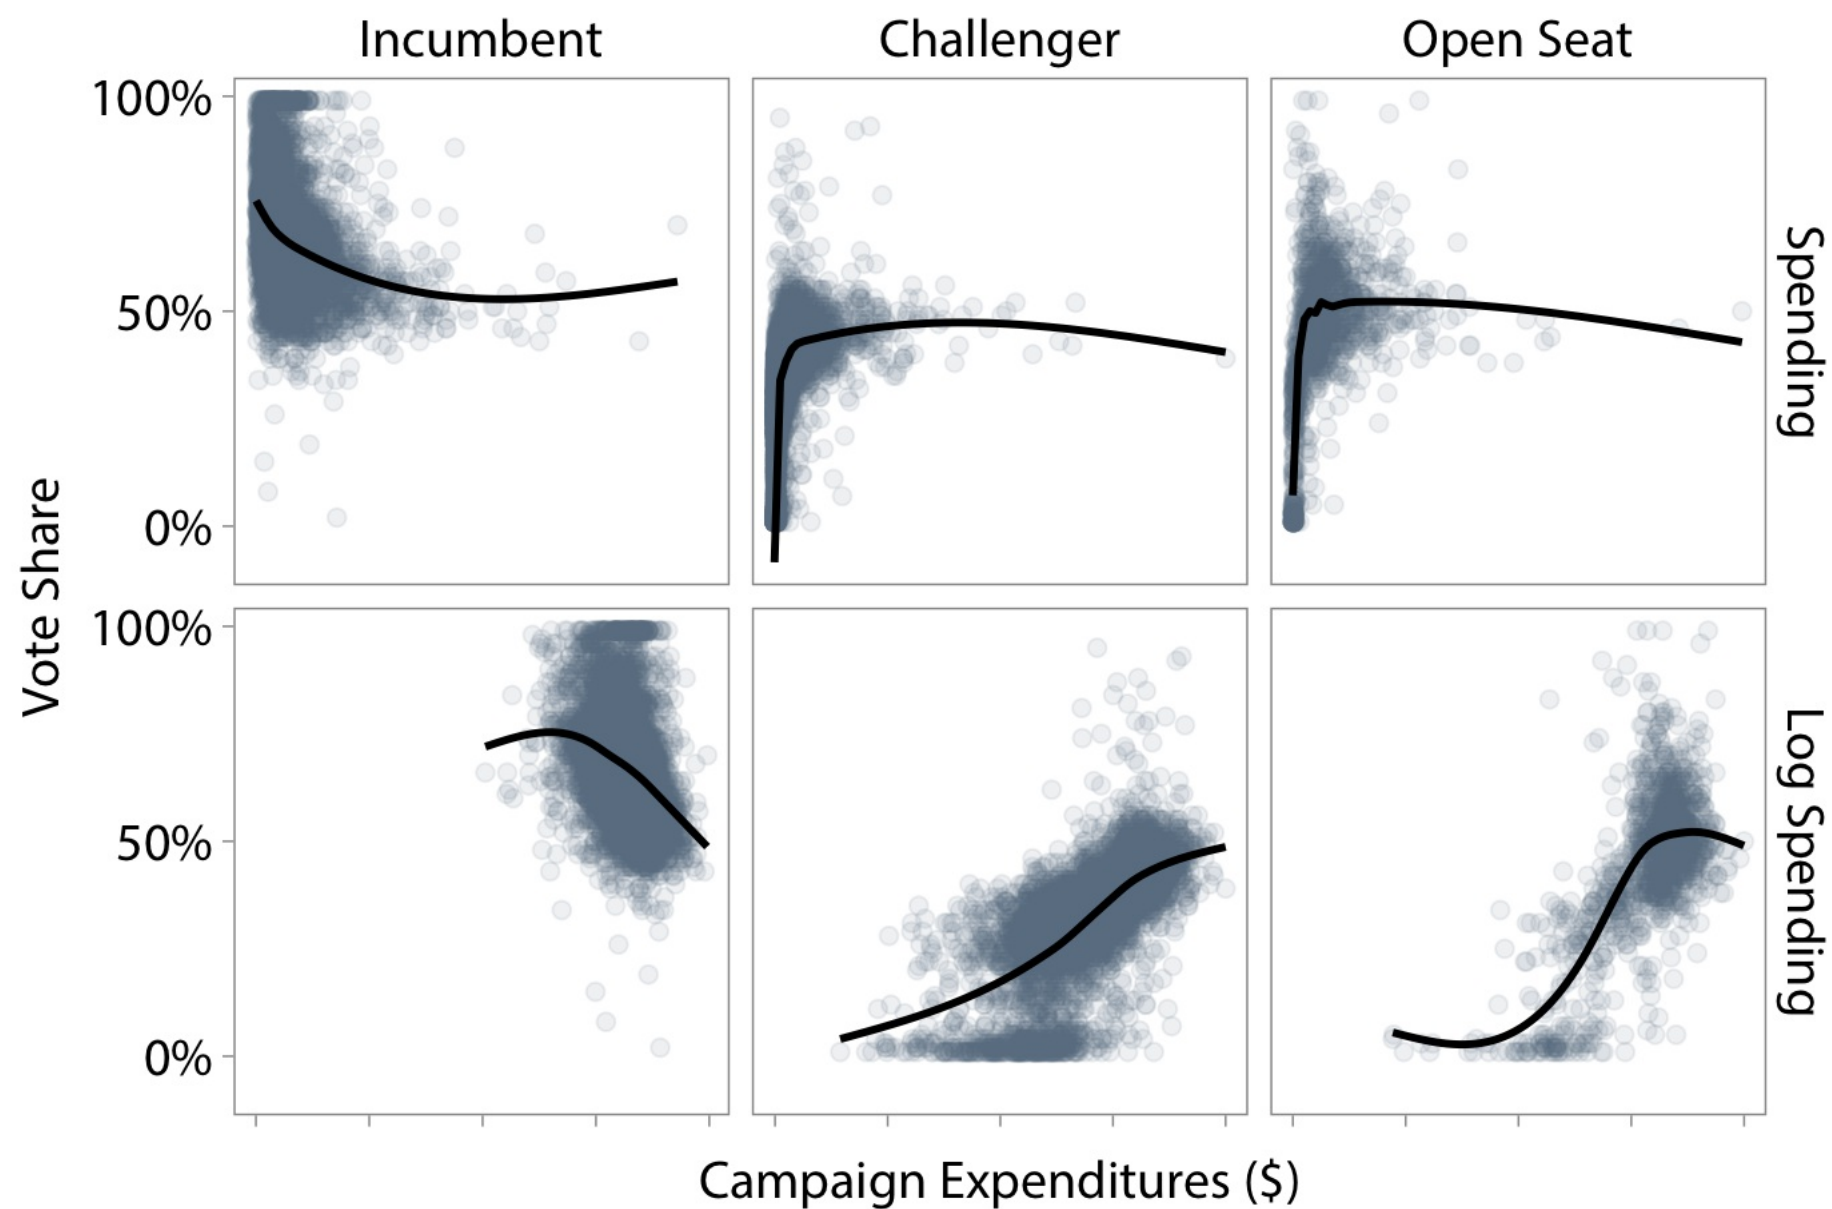 Incumbent Challenger Open Seat
100%
50%
0%
Spending
100%
50%
0%
Log Spending
Vote Share
Campaign Expenditures ($)